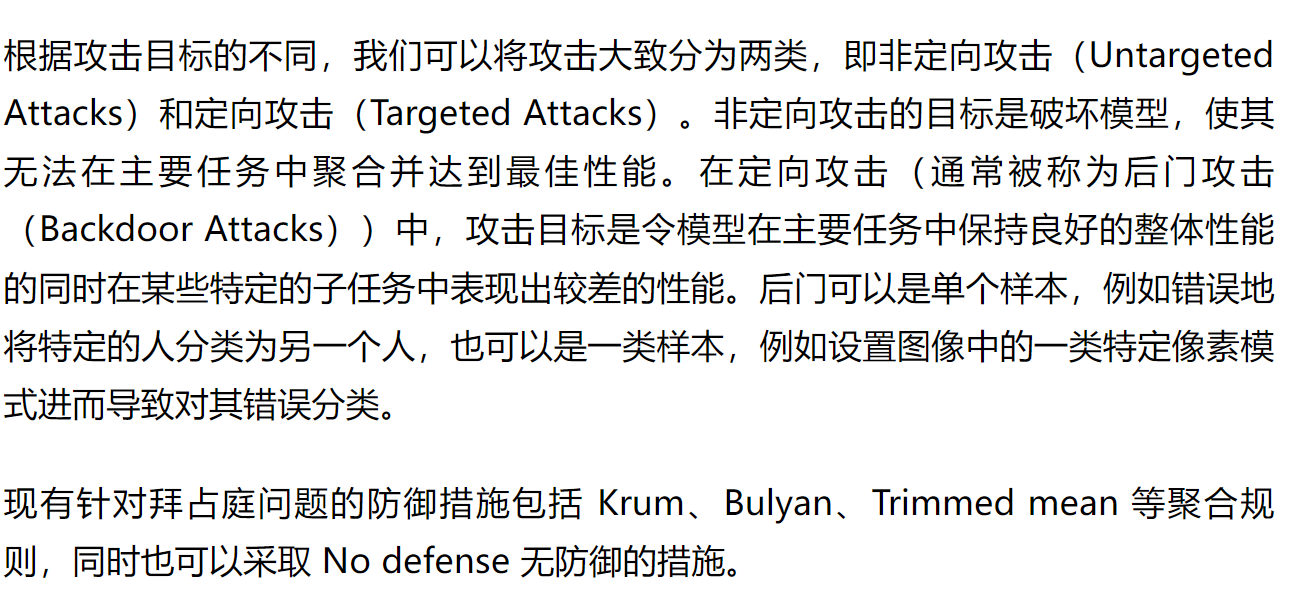 根据攻击目标的不同，我们可以将攻击大致分为两类，即非定向攻击（Untargeted
Attacks）和定向攻击（Targeted Attacks）。非定向攻击的目标是破坏模型，使其
无法在主要任务中聚合并达到最佳性能。在定向攻击（通常被称为后门攻击
（Backdoor Attacks））中，攻击目标是令模型在主要任务中保持良好的整体性能
的同时在某些特定的子任务中表现出较差的性能。后门可以是单个样本，例如错误地
将特定的人分类为另一个人，也可以是一类样本，例如设置图像中的一类特定像素模
式进而导致对其错误分类。
现有针对拜占庭问题的防御措施包括 Krum、Bulyan、Trimmed mean 等聚合规
则，同时也可以采取 No defense 无防御的措施。